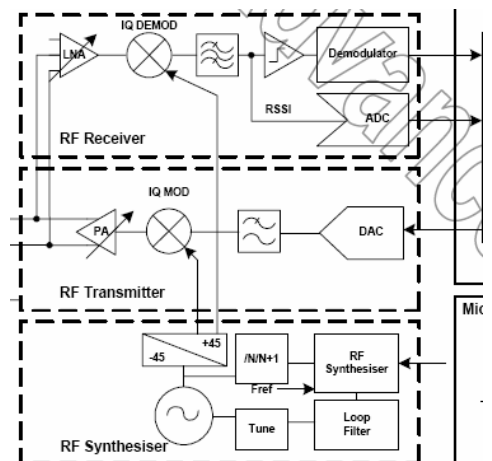 IQ DEMOD
LNA
Demodulator
RSSI
ADC
RF Receiver
IQ MOD
PA
DAC
RF Transmitter
+45
-45
/N/N+1
RF
Synthesiser
Fref
Tune
Loop
Filter
RF Synthesiser